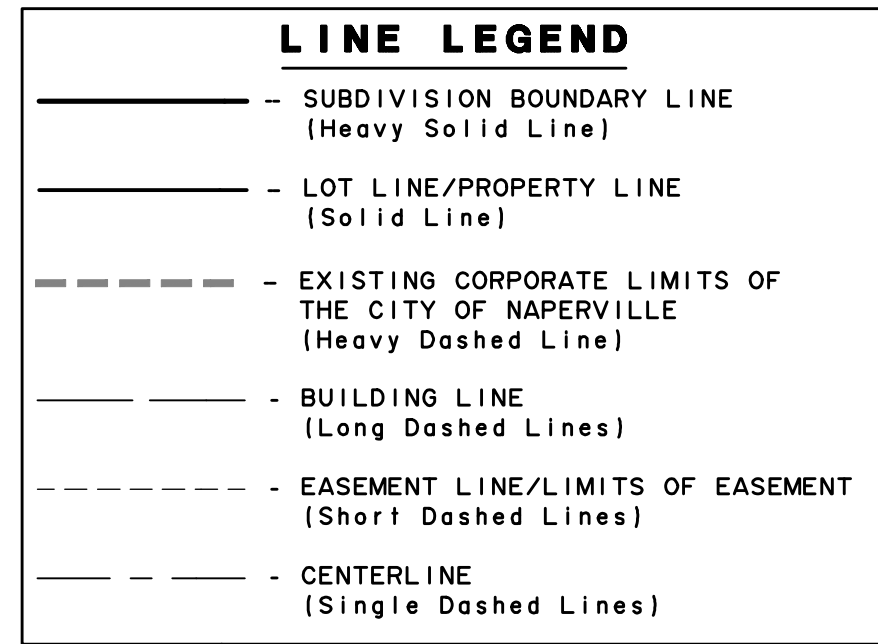 LINE LEGEND
-- SUBDIVISION BOUNDARY LINE
(Heavy Solid Line)
- LOT LINE/PROPERTY LINE
(Solid Line)
- EXISTING CORPORATE LIMITS OF
THE CITY OF NAPERVILLE
(Heavy Dashed Line)
- BUILDING LINE
(Long Dashed Lines)
- EASEMENT LINE/LIMITS OF EASEMENT
(Short Dashed Lines)
- CENTERLINE
(Single Dashed Lines)